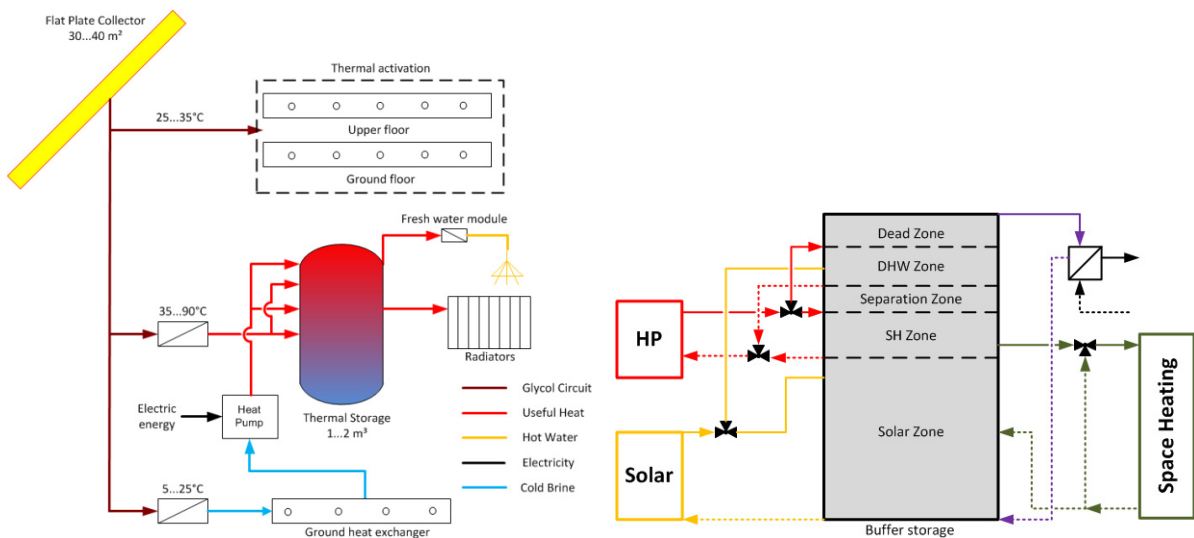 Flat Plate Collector
30...40 m²
Thermal activation
25...35°C
Upper floor
Ground floor
Fresh water module
35...90°C
Radiators
Electric
energy
Heat
Pump
Thermal Storage
1...2 m³
5...25°C
Ground heat exchanger
Glycol Circuit
Useful Heat
Hot Water
Electricity
Cold Brine
Dead Zone
DHW Zone
Separation Zone
SH Zone
Solar Zone
HP
Solar
Space Heating
Buffer storage